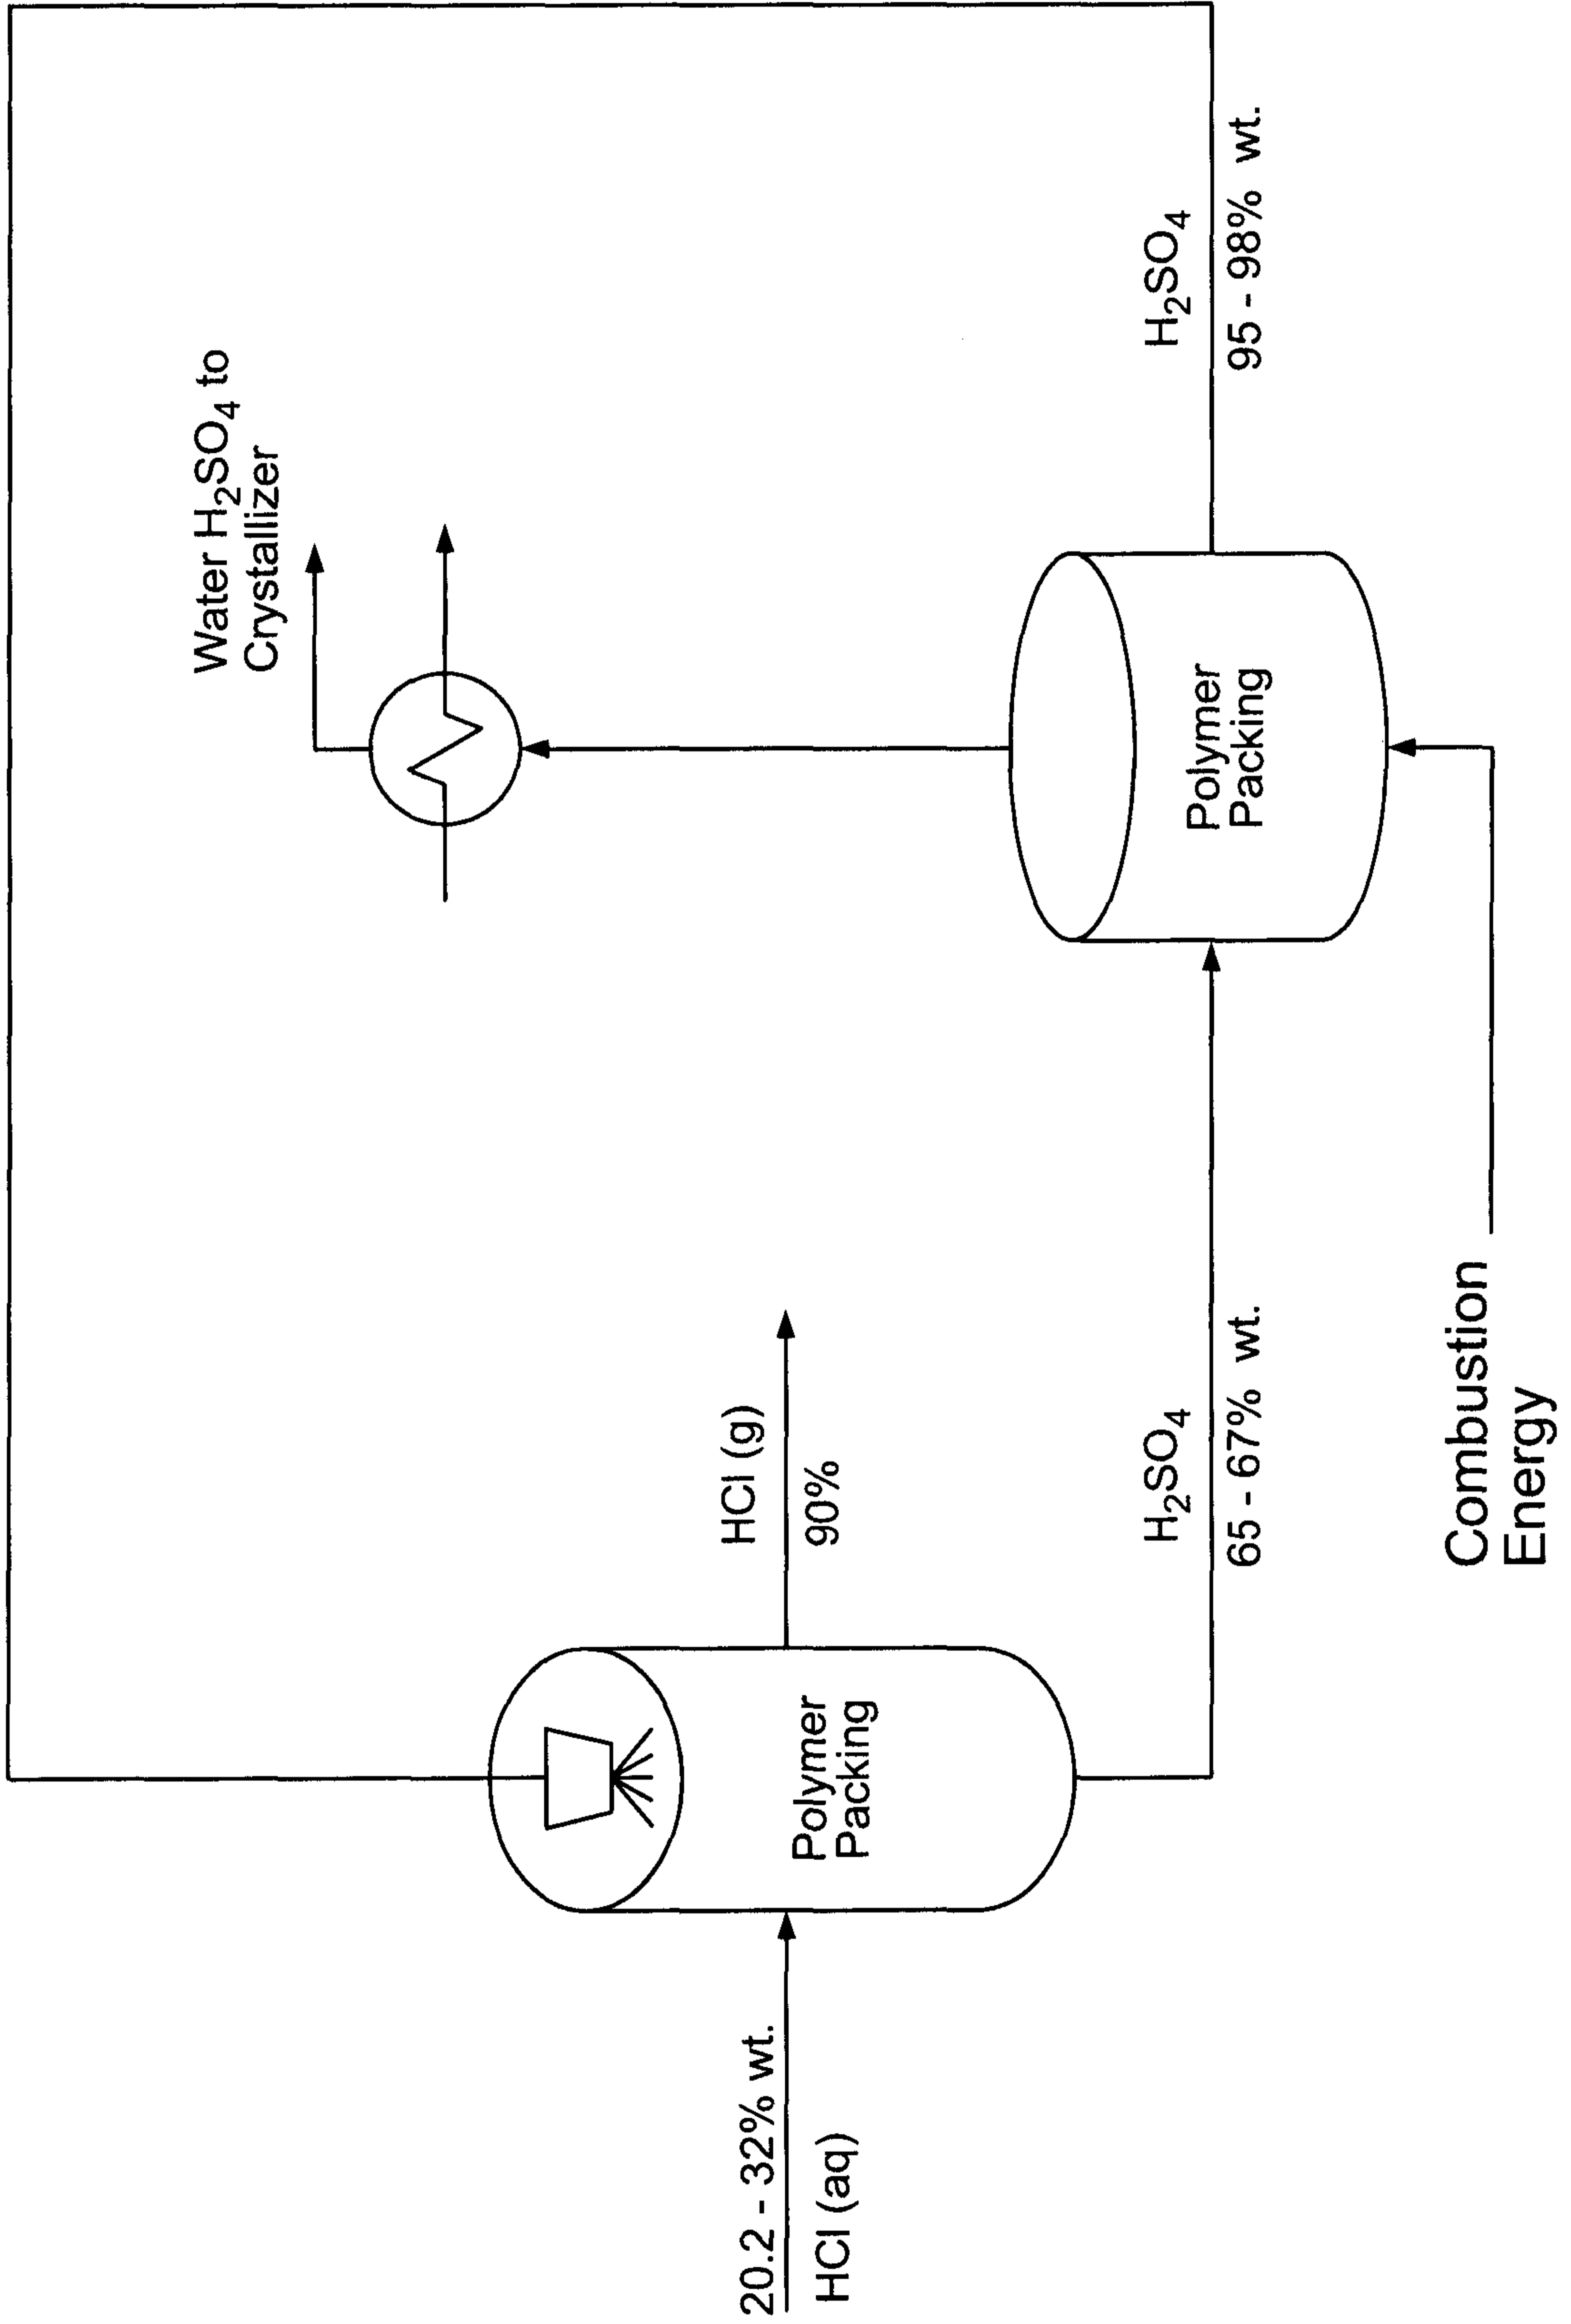 Water H₂SO₄ to
Crystallizer
HCl (g)
90%
20.2 - 32% wt.
HCl (aq)
Polymer
Packing
Polymer
Packing
H₂SO₄
65 - 67% wt.
H₂SO₄
95 - 98% wt.
Combustion
Energy